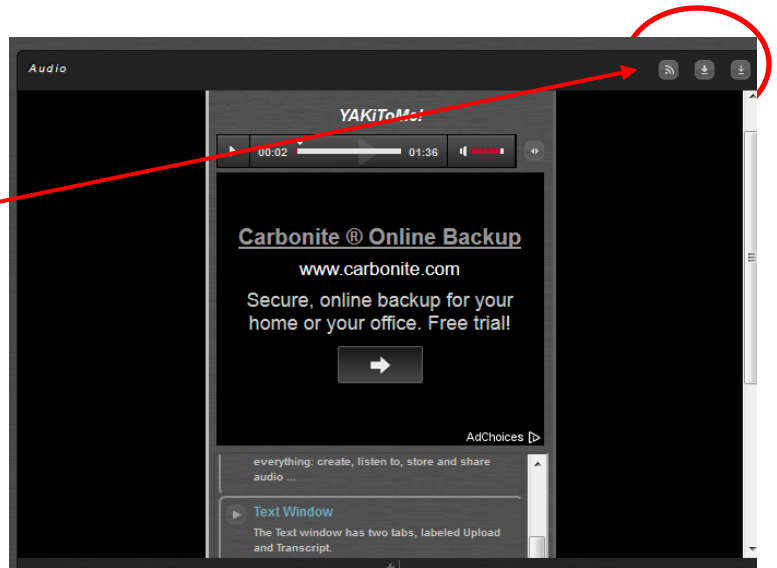 Audio
YAKiToMe!
00:02 01:36
Carbonite ® Online Backup
www.carbonite.com
Secure, online backup for your
home or your office. Free trial!
AdChoices
everything: create, listen to, store and share
audio ...
Text Window
The Text window has two tabs, labeled Upload
and Transcript.